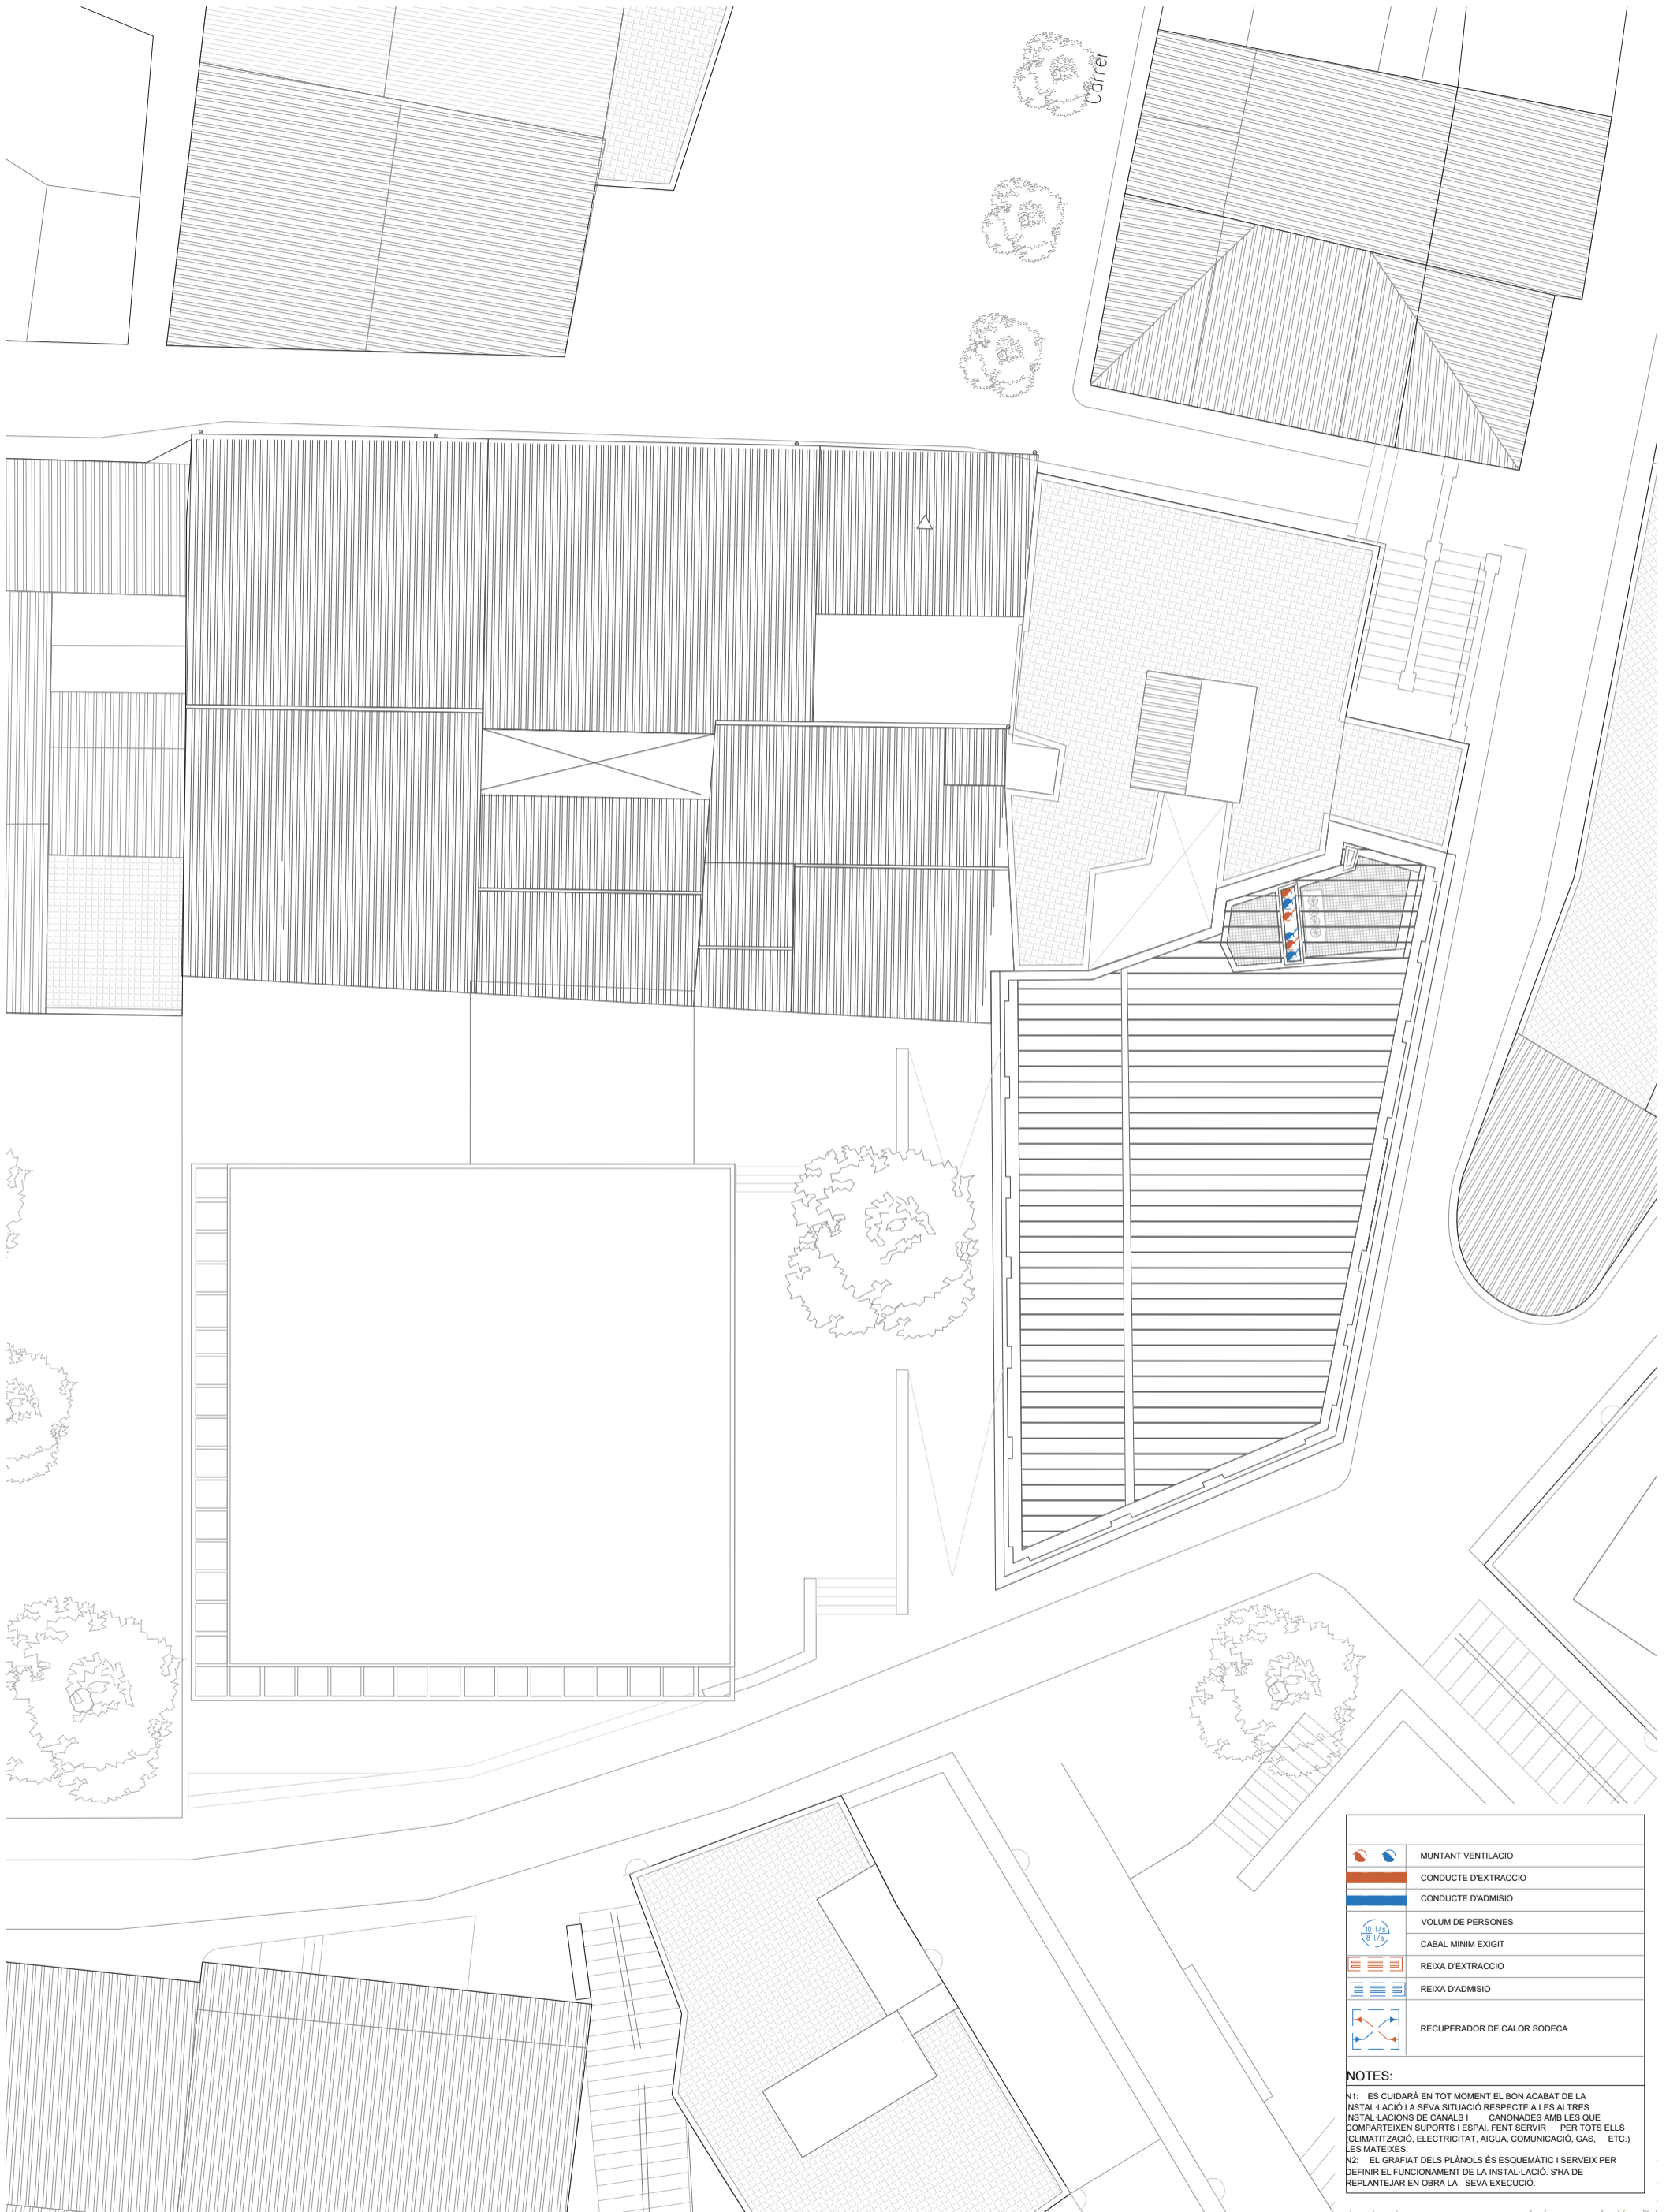 Carrer
MUNTANT VENTILACIO
CONDUCTE D'EXTRACCIO
CONDUCTE D'ADMISIO
10 l/s
8 l/s
VOLUM DE PERSONES
CABAL MINIM EXIGIT
REIXA D'EXTRACCIO
REIXA D'ADMISIO
RECUPERADOR DE CALOR SODECA
NOTES:
N1: ES CUIDARÀ EN TOT MOMENT EL BON ACABAT DE LA
INSTAL·LACIÓ I A SEVA SITUACIÓ RESPECTE A LES ALTRES
INSTAL·LACIONS DE CANALS I CANONADES AMB LES QUE
COMPARTEIXEN SUPORTS I ESPAI. FENT SERVIR PER TOTS ELLS
(CLIMATITZACIÓ, ELECTRICITAT, AIGUA, COMUNICACIÓ, GAS, ETC.)
LES MATEIXES.
N2: EL GRAFIAT DELS PLÀNOLS ÉS ESQUEMÀTIC I SERVEIX PER
DEFINIR EL FUNCIONAMENT DE LA INSTAL·LACIÓ. S'HA DE
REPLANTEJAR EN OBRA LA SEVA EXECUCIÓ.